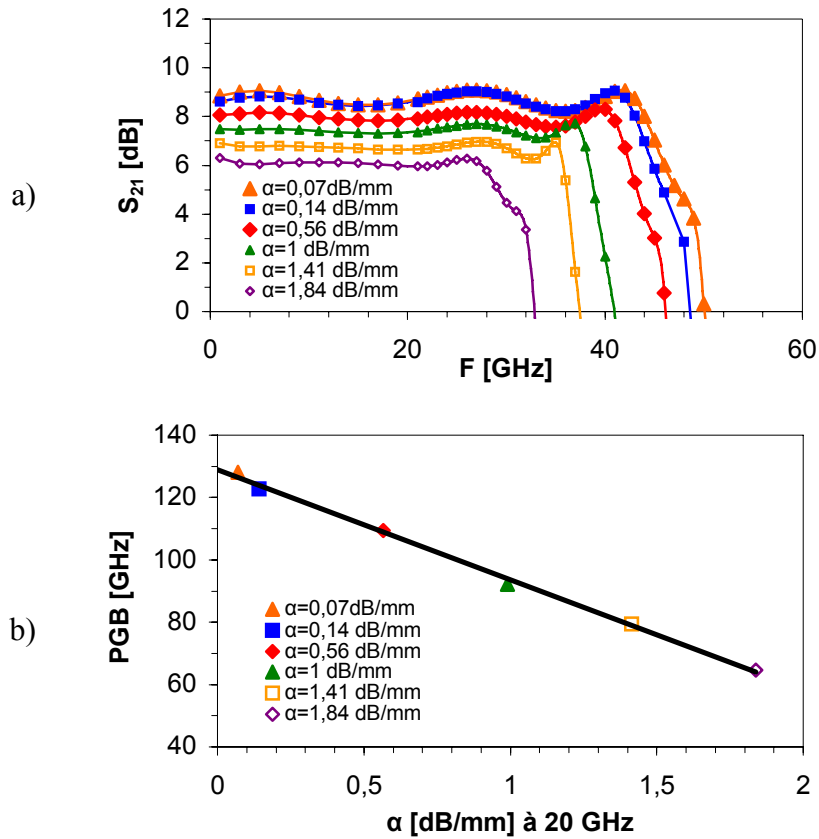 a)
S21 [dB]
12
10
8
6
4
2
0
α=0,07dB/mm
α=0,14 dB/mm
α=0,56 dB/mm
α=1 dB/mm
α=1,41 dB/mm
α=1,84 dB/mm
0
20
40
60
F [GHz]
b)
PGB [GHz]
140
120
100
80
60
40
α=0,07dB/mm
α=0,14 dB/mm
α=0,56 dB/mm
α=1 dB/mm
α=1,41 dB/mm
α=1,84 dB/mm
0
0,5
1
1,5
2
α [dB/mm] à 20 GHz